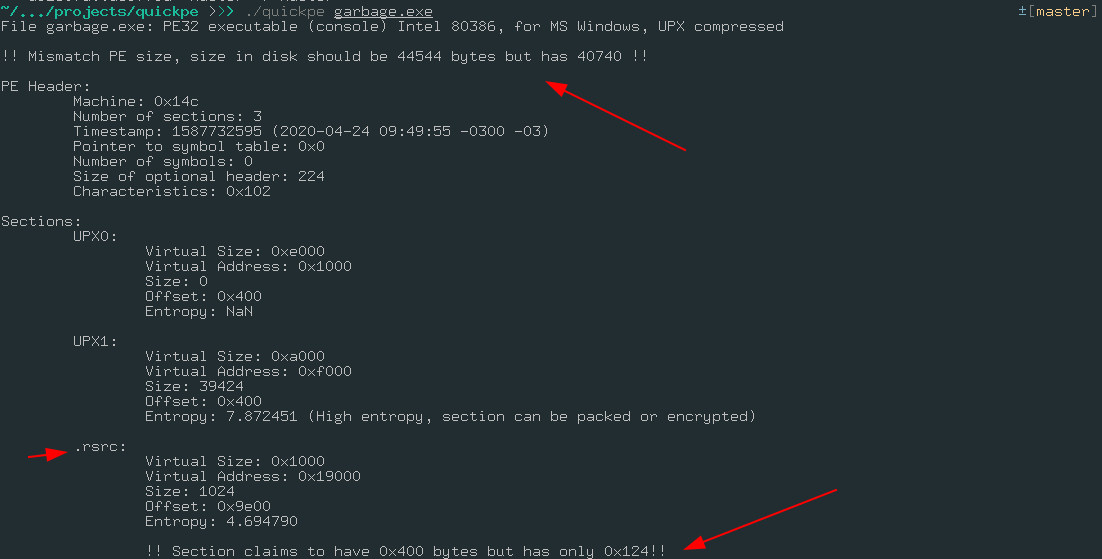 ~/.../projects/quickpe >>> ./quickpe garbage.exe ±[master]
File garbage.exe: PE32 executable (console) Intel 80386, for MS Windows, UPX compressed
!! Mismatch PE size, size in disk should be 44544 bytes but has 40740 !!
PE Header:
Machine: 0x14c
Number of sections: 3
Timestamp: 1587732595 (2020-04-24 09:49:55 -0300 -03)
Pointer to symbol table: 0x0
Number of symbols: 0
Size of optional header: 224
Characteristics: 0x102
Sections:
UPX0:
Virtual Size: 0xe000
Virtual Address: 0x1000
Size: 0
Offset: 0x400
Entropy: NaN
UPX1:
Virtual Size: 0xa000
Virtual Address: 0xf000
Size: 39424
Offset: 0x400
Entropy: 7.872451 (High entropy, section can be packed or encrypted)
.rsrc:
Virtual Size: 0x1000
Virtual Address: 0x19000
Size: 1024
Offset: 0x9e00
Entropy: 4.694790
!! Section claims to have 0x400 bytes but has only 0x124!!